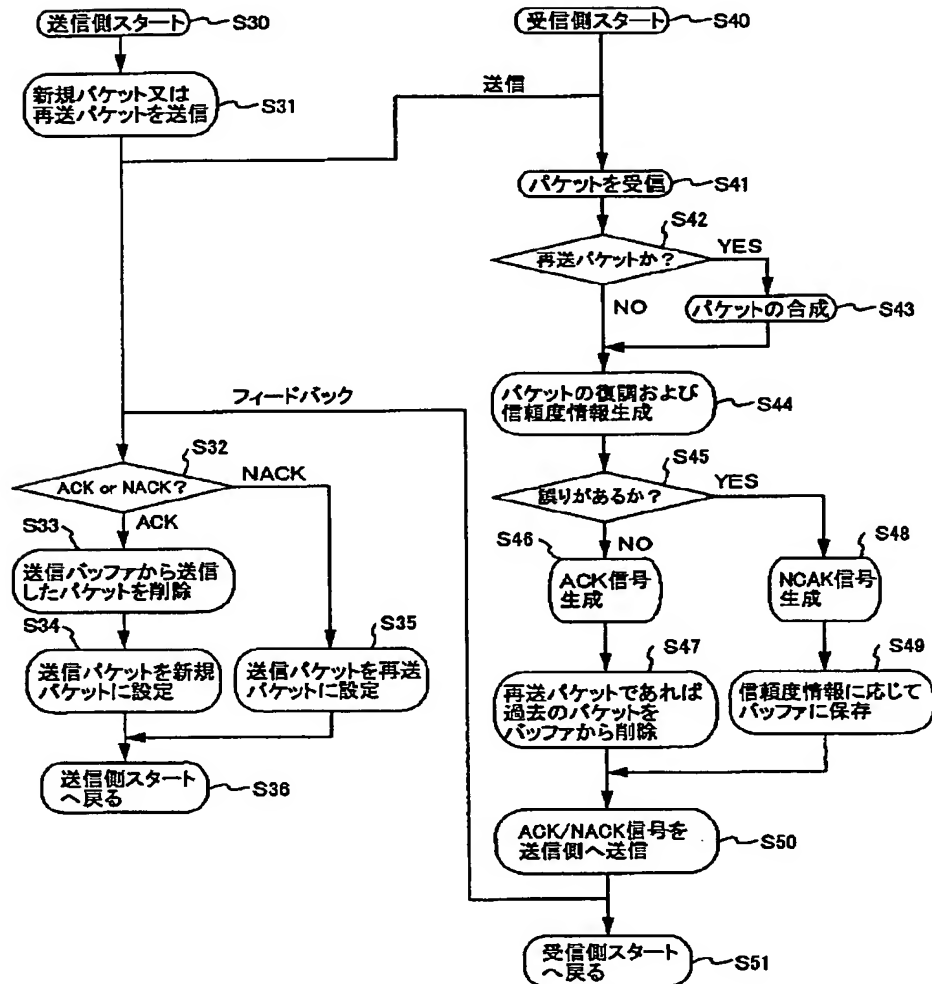 送信側スタート
S30
新規パケット又は
再送パケットを送信
S31
送信
フィードバック
S32
ACK or NACK?
NACK
ACK
S33
送信バッファから送信
したパケットを削除
S34
送信パケットを新規
パケットに設定
S35
送信パケットを再送
パケットに設定
送信側スタート
へ戻る
S36
受信側スタート
S40
パケットを受信
S41
S42
再送パケットか?
YES
NO
パケットの合成
S43
パケットの復調および
信頼度情報生成
S44
S45
誤りがあるか?
YES
NO
S46
ACK信号
生成
S48
NCAK信号
生成
S47
再送パケットであれば
過去のパケットを
バッファから削除
S49
信頼度情報に応じて
バッファに保存
ACK/NACK信号を
送信側へ送信
S50
受信側スタート
へ戻る
S51